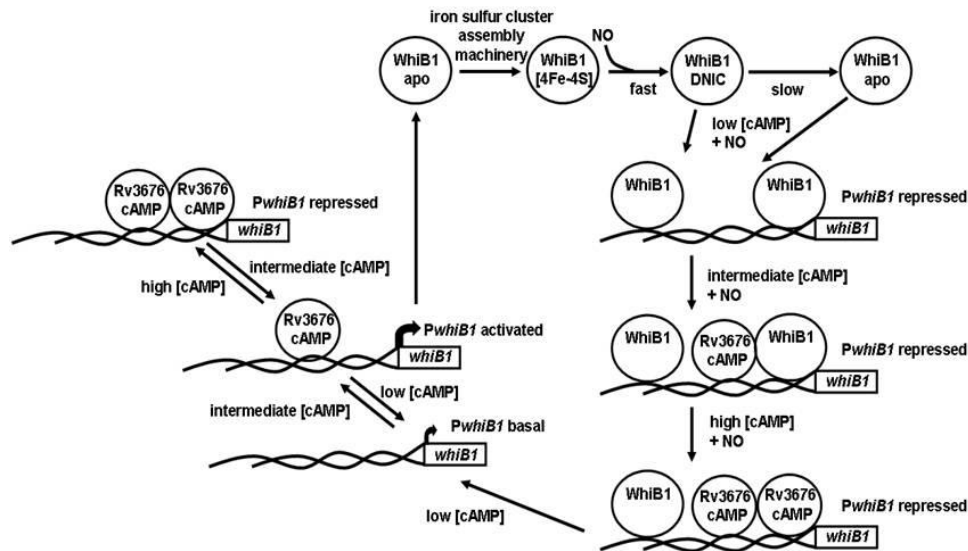 iron sulfur cluster
assembly
machinery
WhiB1
apo
WhiB1
[4Fe-4S]
NO
fast
WhiB1
DNIC
slow
WhiB1
apo
low [cAMP]
+ NO
Rv3676
cAMP
Rv3676
cAMP
PwhiB1 repressed
whiB1
WhiB1
WhiB1
PwhiB1 repressed
whiB1
intermediate [cAMP]
high [cAMP]
intermediate [cAMP]
+ NO
Rv3676
cAMP
PwhiB1 activated
whiB1
WhiB1
Rv3676
cAMP
WhiB1
PwhiB1 repressed
whiB1
low [cAMP]
intermediate [cAMP]
high [cAMP]
+ NO
PwhiB1 basal
whiB1
low [cAMP]
WhiB1
Rv3676
cAMP
Rv3676
cAMP
PwhiB1 repressed
whiB1